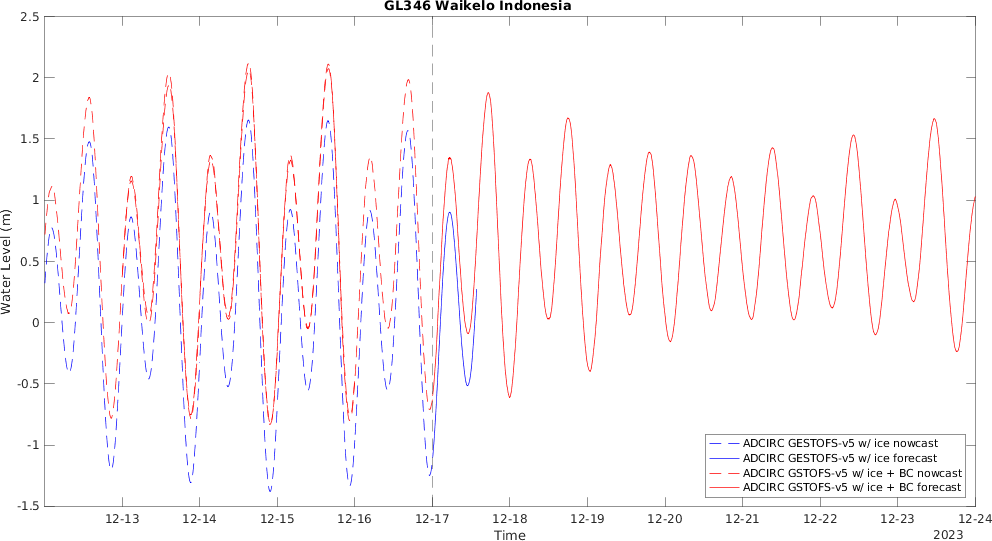 GL346 Waikelo Indonesia
2.5
2
1.5
1
0.5
0
-0.5
-1
-1.5
Water Level (m)
ADCIRC GESTOFS-v5 w/ ice nowcast
ADCIRC GESTOFS-v5 w/ ice forecast
ADCIRC GSTOFS-v5 w/ ice + BC nowcast
ADCIRC GSTOFS-v5 w/ ice + BC forecast
12-13 12-14 12-15 12-16 12-17 12-18 12-19 12-20 12-21 12-22 12-23 12-24
Time
2023